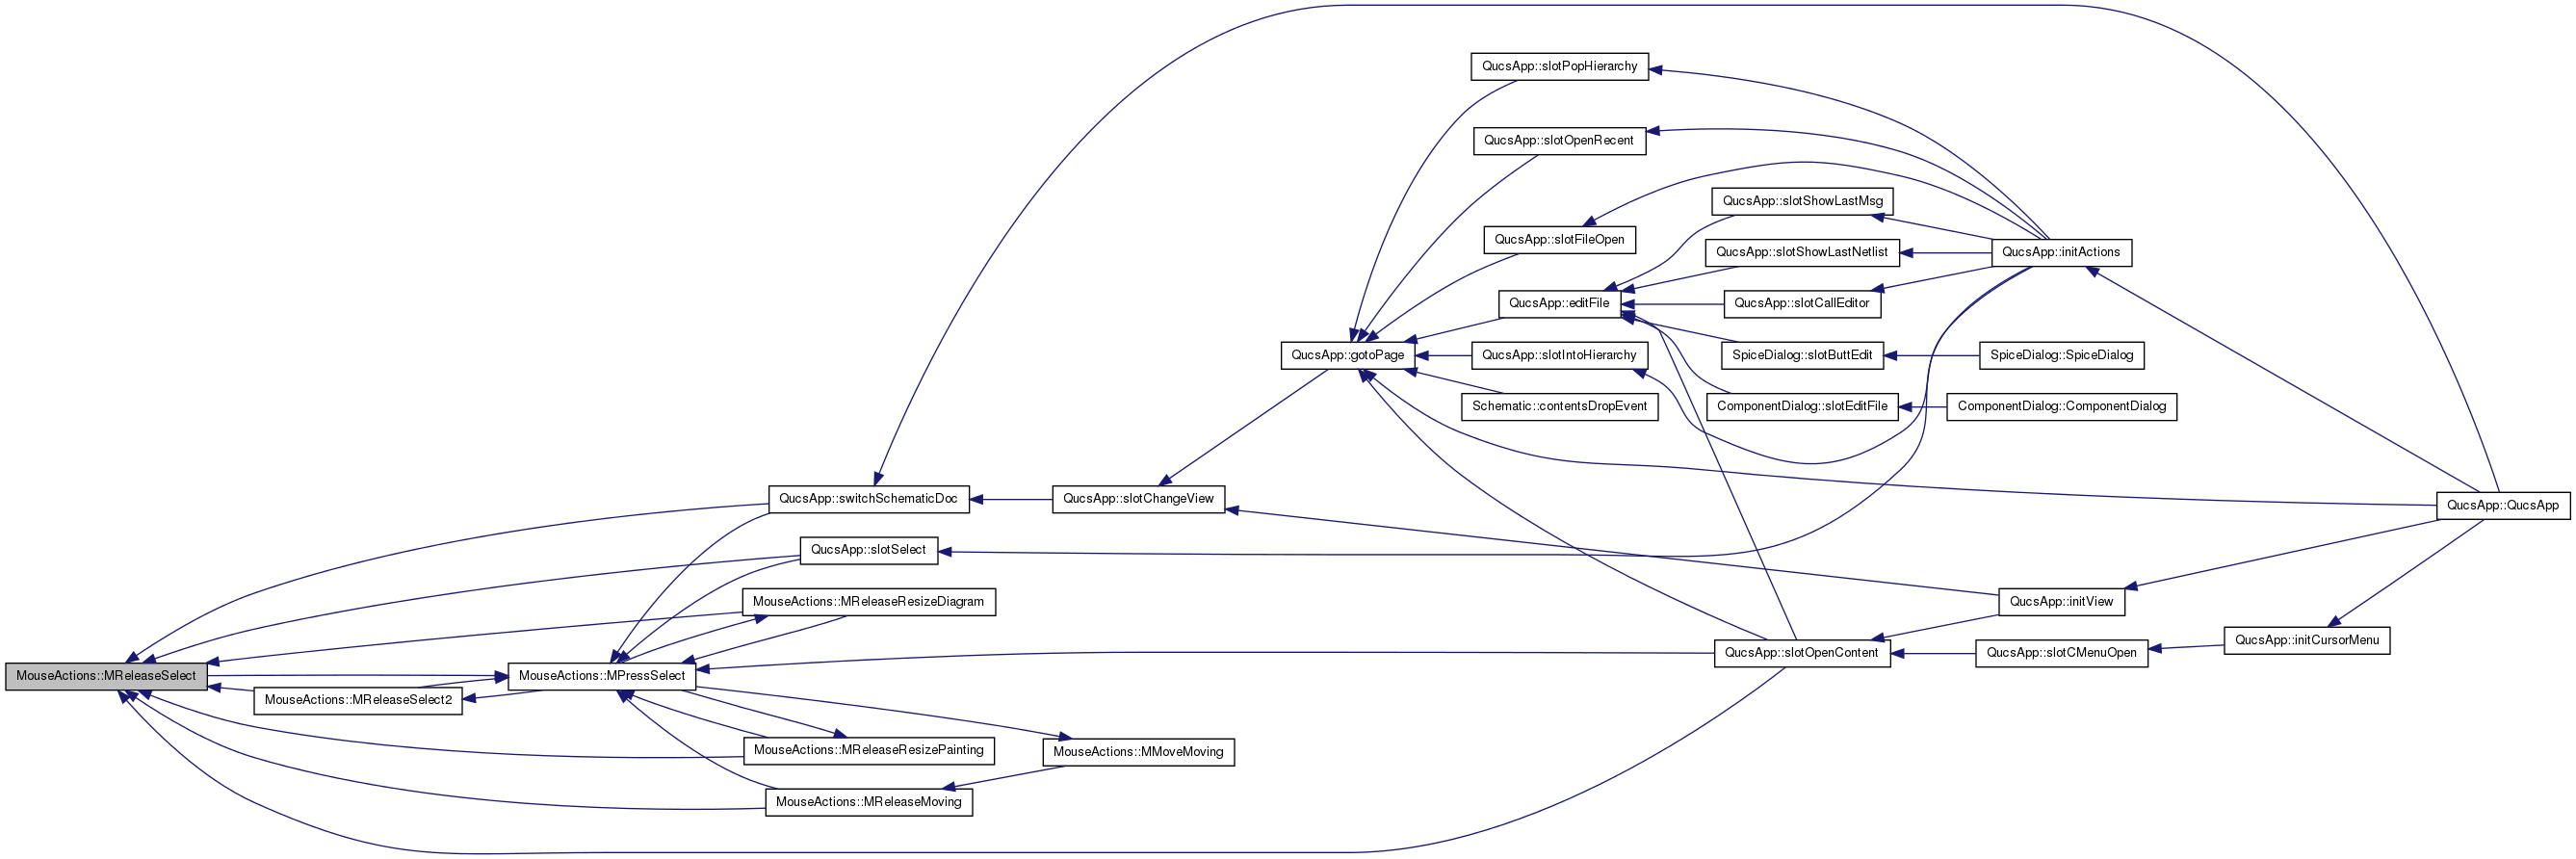 QucsApp::slotPopHierarchy
QucsApp::slotOpenRecent
QucsApp::slotShowLastMsg
QucsApp::slotFileOpen
QucsApp::slotShowLastNetlist
QucsApp::initActions
QucsApp::editFile
QucsApp::slotCallEditor
QucsApp::gotoPage
QucsApp::slotIntoHierarchy
SpiceDialog::slotButtEdit
SpiceDialog::SpiceDialog
Schematic::contentsDropEvent
ComponentDialog::slotEditFile
ComponentDialog::ComponentDialog
QucsApp::switchSchematicDoc
QucsApp::slotChangeView
QucsApp::QucsApp
QucsApp::slotSelect
MouseActions::MReleaseResizeDiagram
QucsApp::initView
QucsApp::initCursorMenu
QucsApp::slotOpenContent
QucsApp::slotCMenuOpen
MouseActions::MReleaseSelect
MouseActions::MPressSelect
MouseActions::MReleaseSelect2
MouseActions::MReleaseResizePainting
MouseActions::MMoveMoving
MouseActions::MReleaseMoving